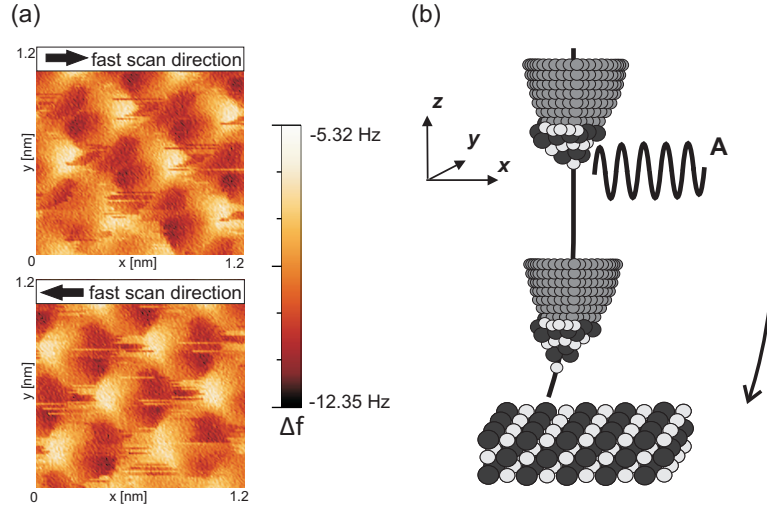 (a)
1.2
fast scan direction
y [nm]
0
x [nm]
1.2
1.2
fast scan direction
y [nm]
0
x [nm]
1.2
-5.32 Hz
-12.35 Hz
Δf
(b)
z
y
x
A